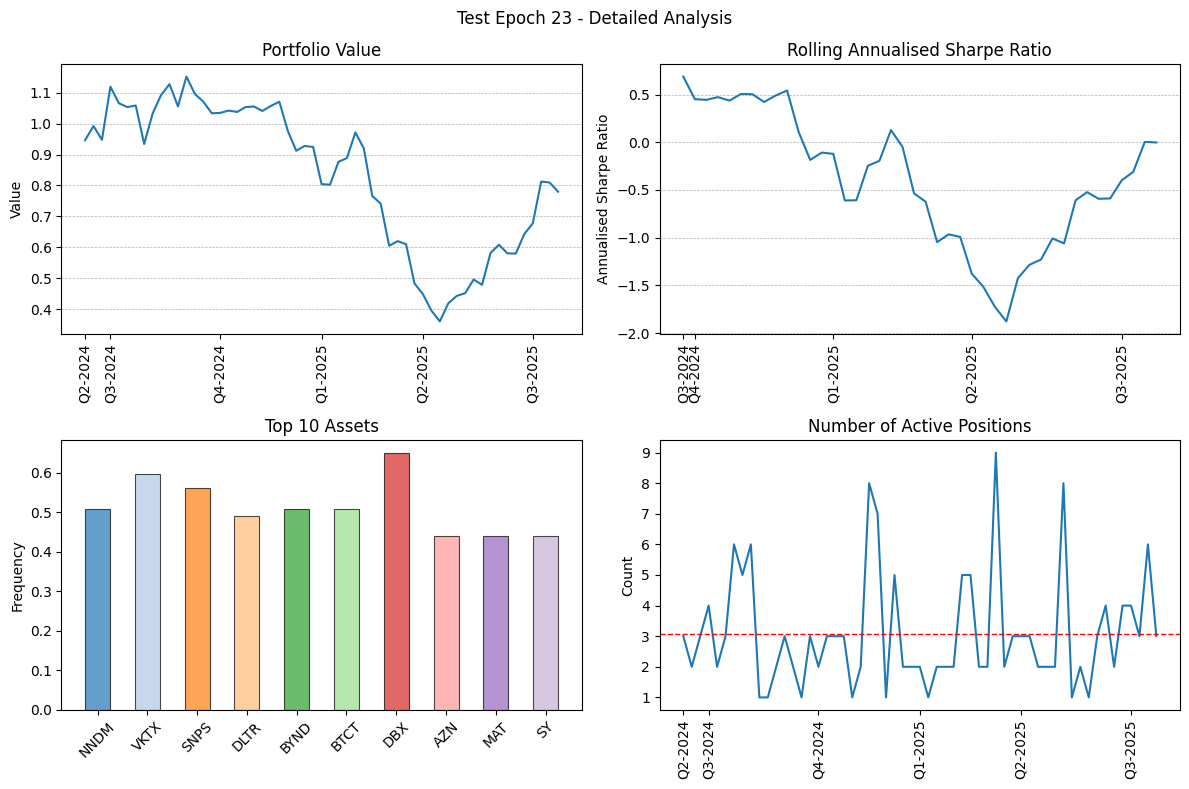 Test Epoch 23 - Detailed Analysis
Portfolio Value
Value
1.1
1.0
0.9
0.8
0.7
0.6
0.5
0.4
Q2-2024
Q3-2024
Q4-2024
Q1-2025
Q2-2025
Q3-2025
Rolling Annualised Sharpe Ratio
Annualised Sharpe Ratio
0.5
0.0
−0.5
−1.0
−1.5
−2.0
Q3-2024
Q4-2024
Q1-2025
Q2-2025
Q3-2025
Top 10 Assets
Frequency
0.6
0.5
0.4
0.3
0.2
0.1
0.0
NNDM
VKTX
SNPS
DLTR
BYND
BTCT
DBX
AZN
MAT
SY
Number of Active Positions
Count
9
8
7
6
5
4
3
2
1
Q2-2024
Q3-2024
Q4-2024
Q1-2025
Q2-2025
Q3-2025